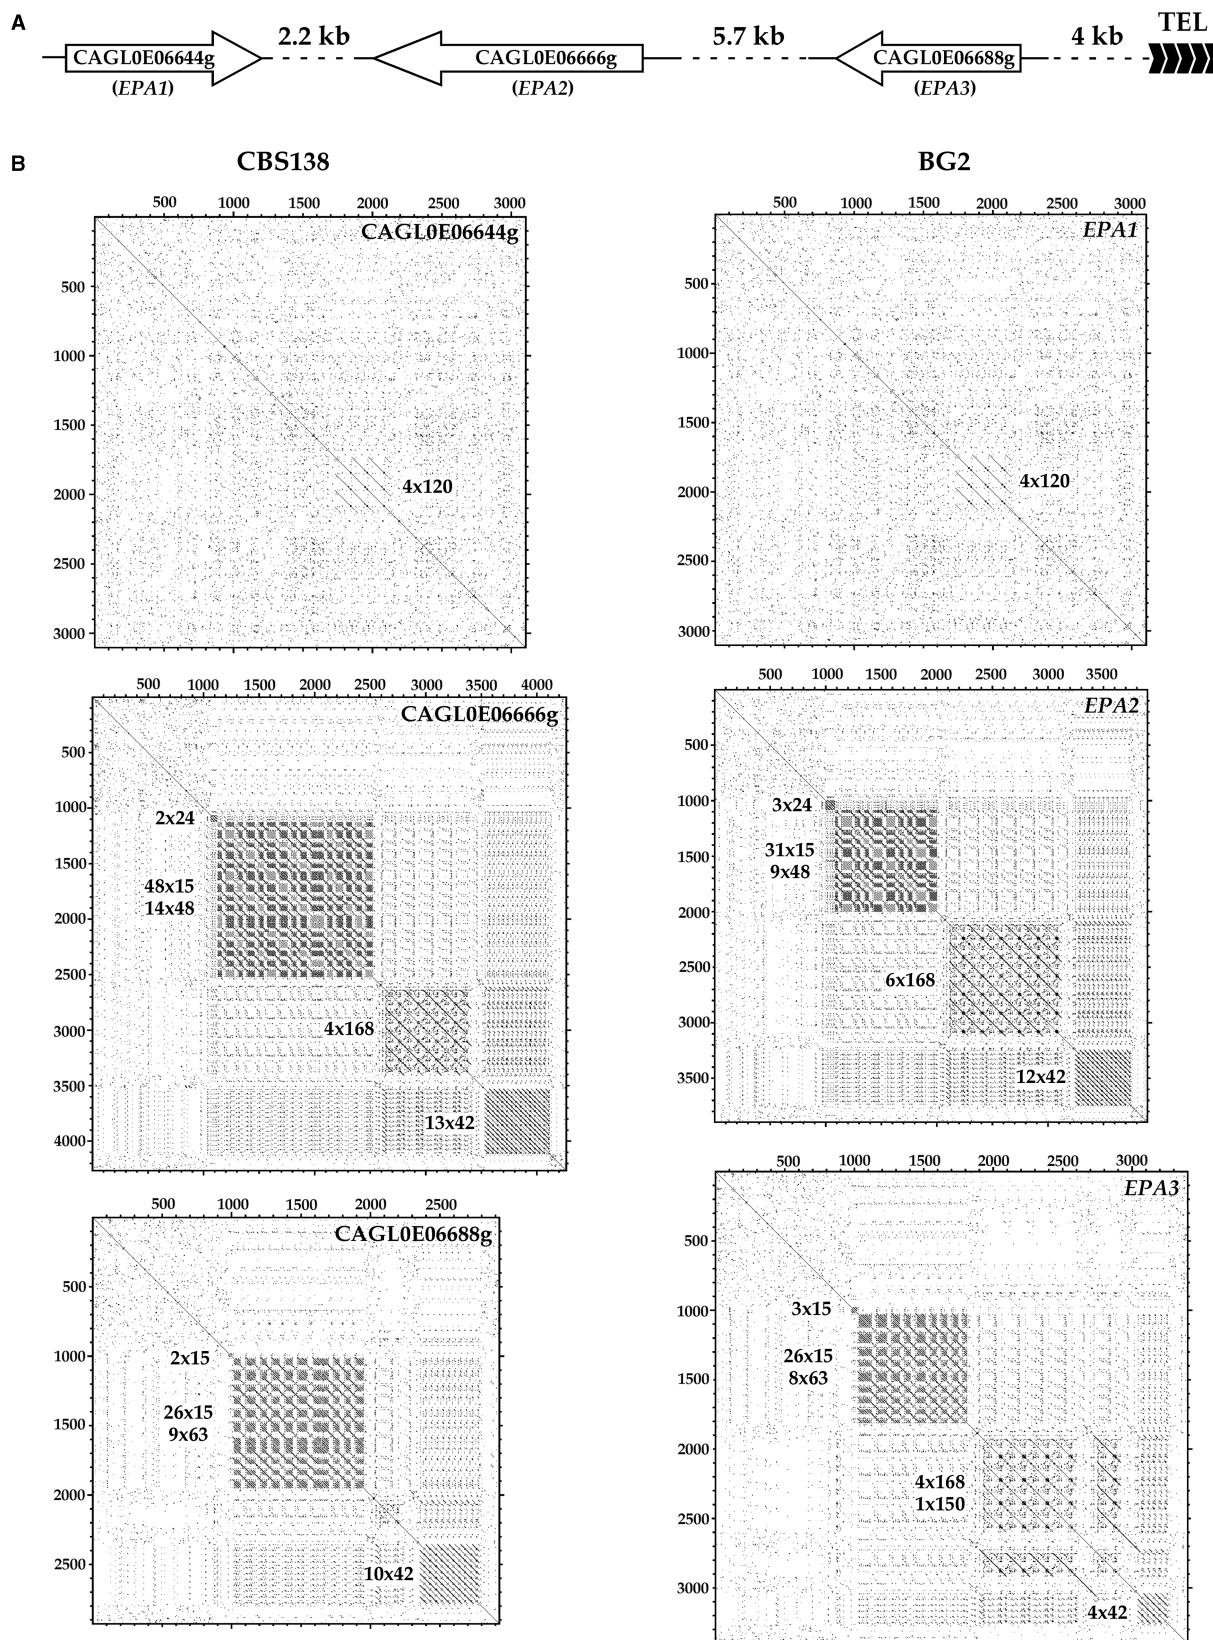 A
CAGL0E06644g 2.2 kb CAGL0E06666g 5.7 kb CAGL0E06688g 4 kb TEL
(EPA1) (EPA2) (EPA3)
B
CBS138 BG2
500 1000 1500 2000 2500 3000
CAGL0E06644g
500
1000
1500
4x120
2000
2500
3000
500 1000 1500 2000 2500 3000
EPA1
500
1000
1500
4x120
2000
2500
3000
500 1000 1500 2000 2500 3000 3500 4000
CAGL0E06666g
500
1000
2x24
1500
48x15
14x48
2000
2500
4x168
3000
3500
13x42
4000
500 1000 1500 2000 2500 3000 3500
EPA2
500
1000
3x24
31x15
1500
9x48
2000
2500
6x168
3000
12x42
3500
500 1000 1500 2000 2500
CAGL0E06688g
500
1000
2x15
26x15
1500
9x63
2000
2500
10x42
500 1000 1500 2000 2500 3000
EPA3
500
1000
3x15
26x15
1500
8x63
2000
4x168
1x150
2500
3000
4x42